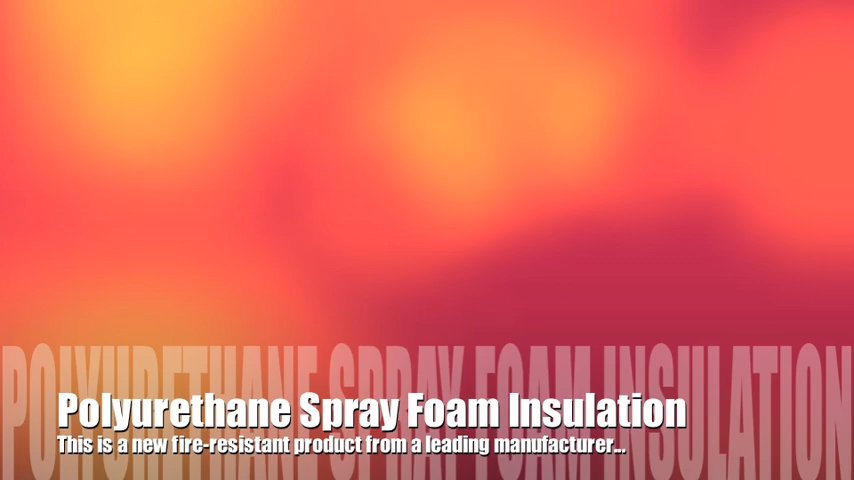 POLYURETHANE SPRAY FOAM INSULATION
Polyurethane Spray Foam Insulation
This is a new fire-resistant product from a leading manufacturer...